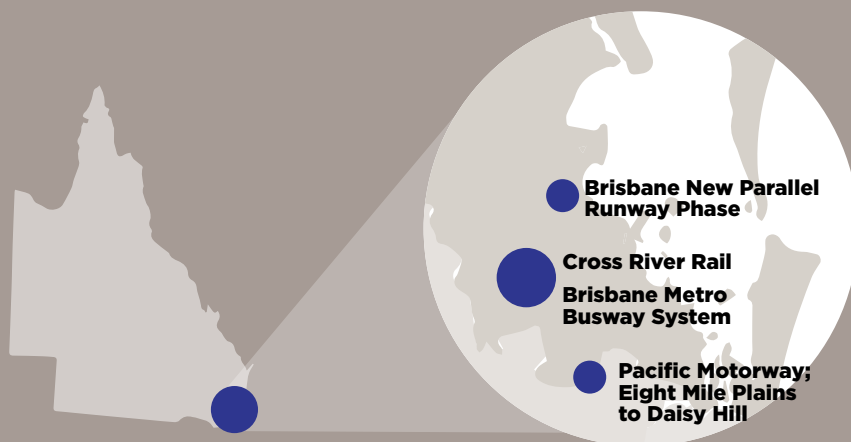 Brisbane New Parallel
Runway Phase
Cross River Rail
Brisbane Metro
Busway System
Pacific Motorway;
Eight Mile Plains
to Daisy Hill